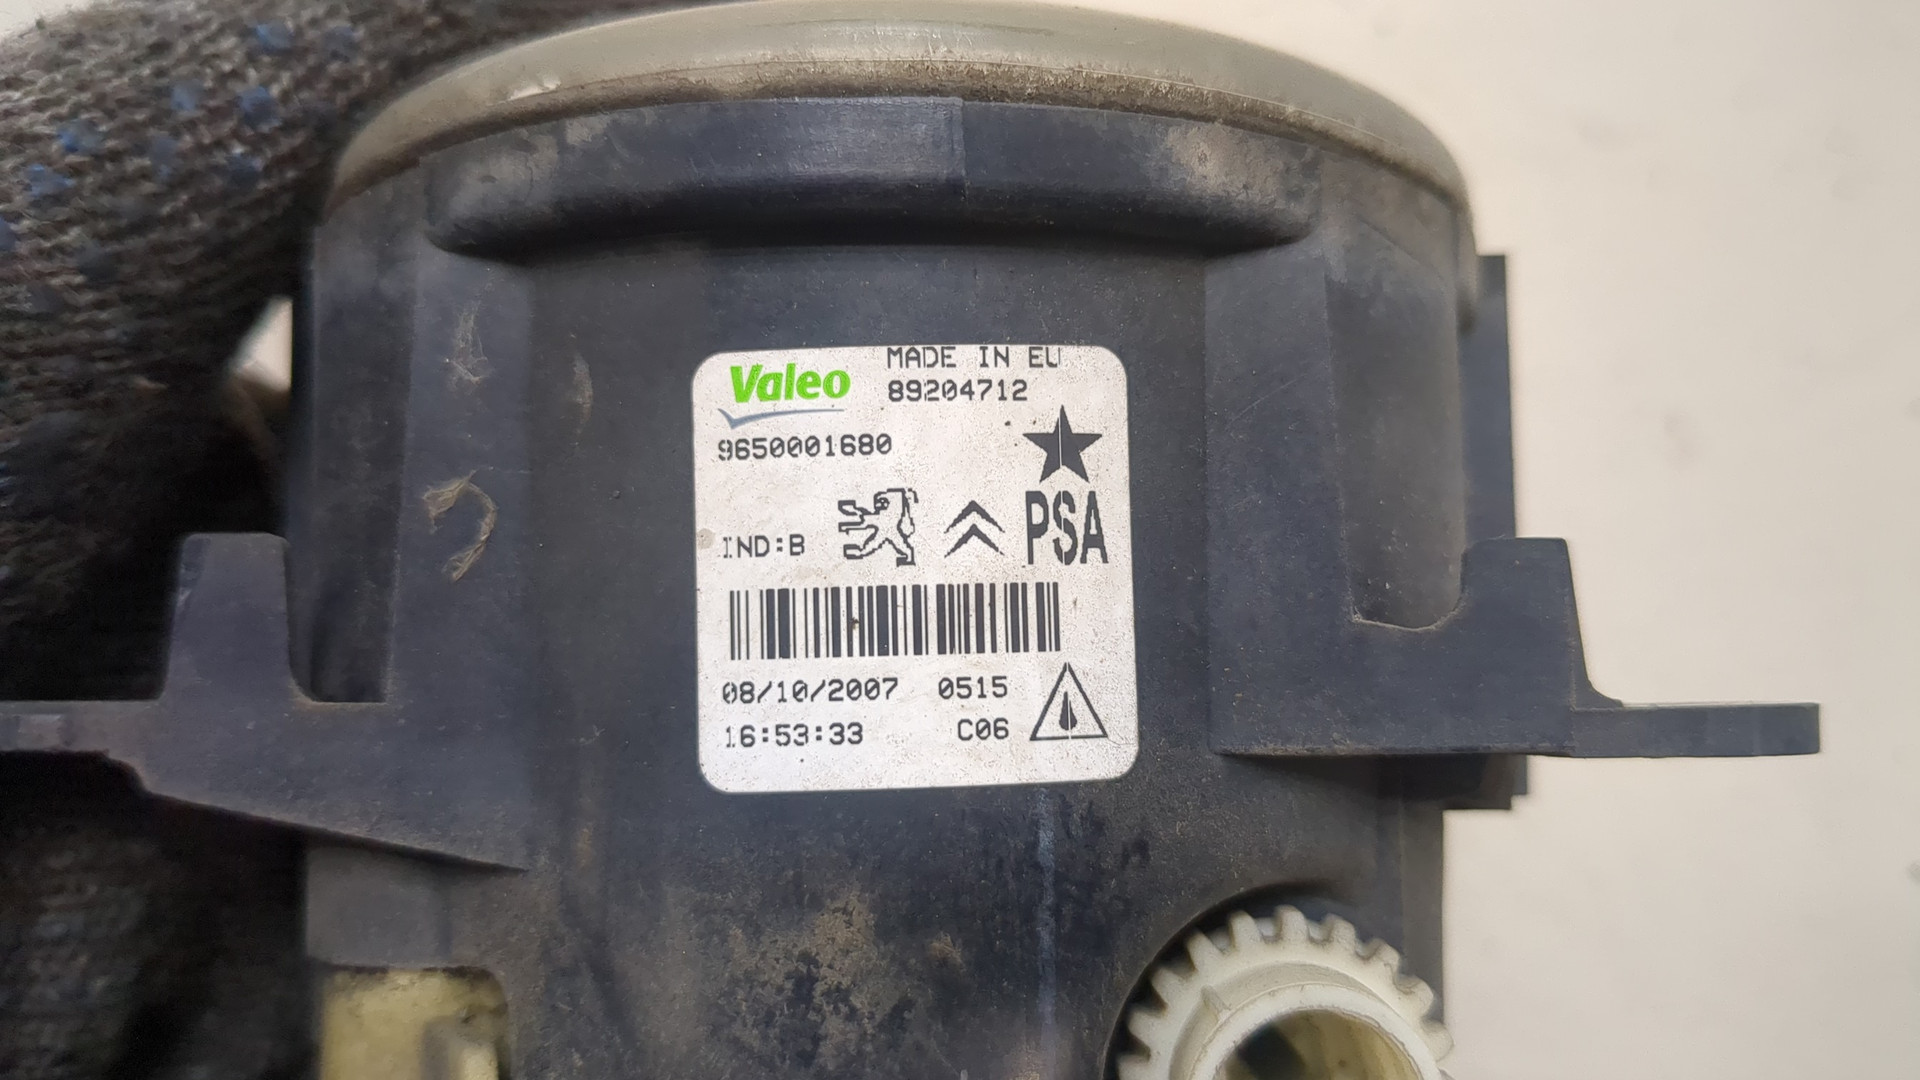 Valeo MADE IN EU
89204712
9650001680
IND:B PSA
08/10/2007 0515
16:53:33 C06